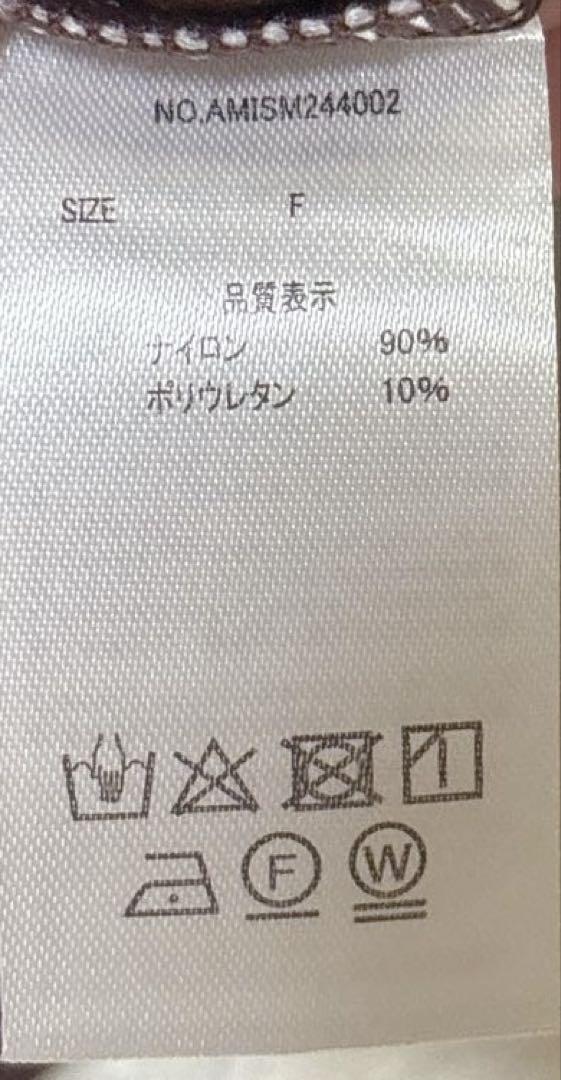 NO.AMISM244002
SIZE F
品質表示
ナイロン 90%
ポリウレタン 10%
F W